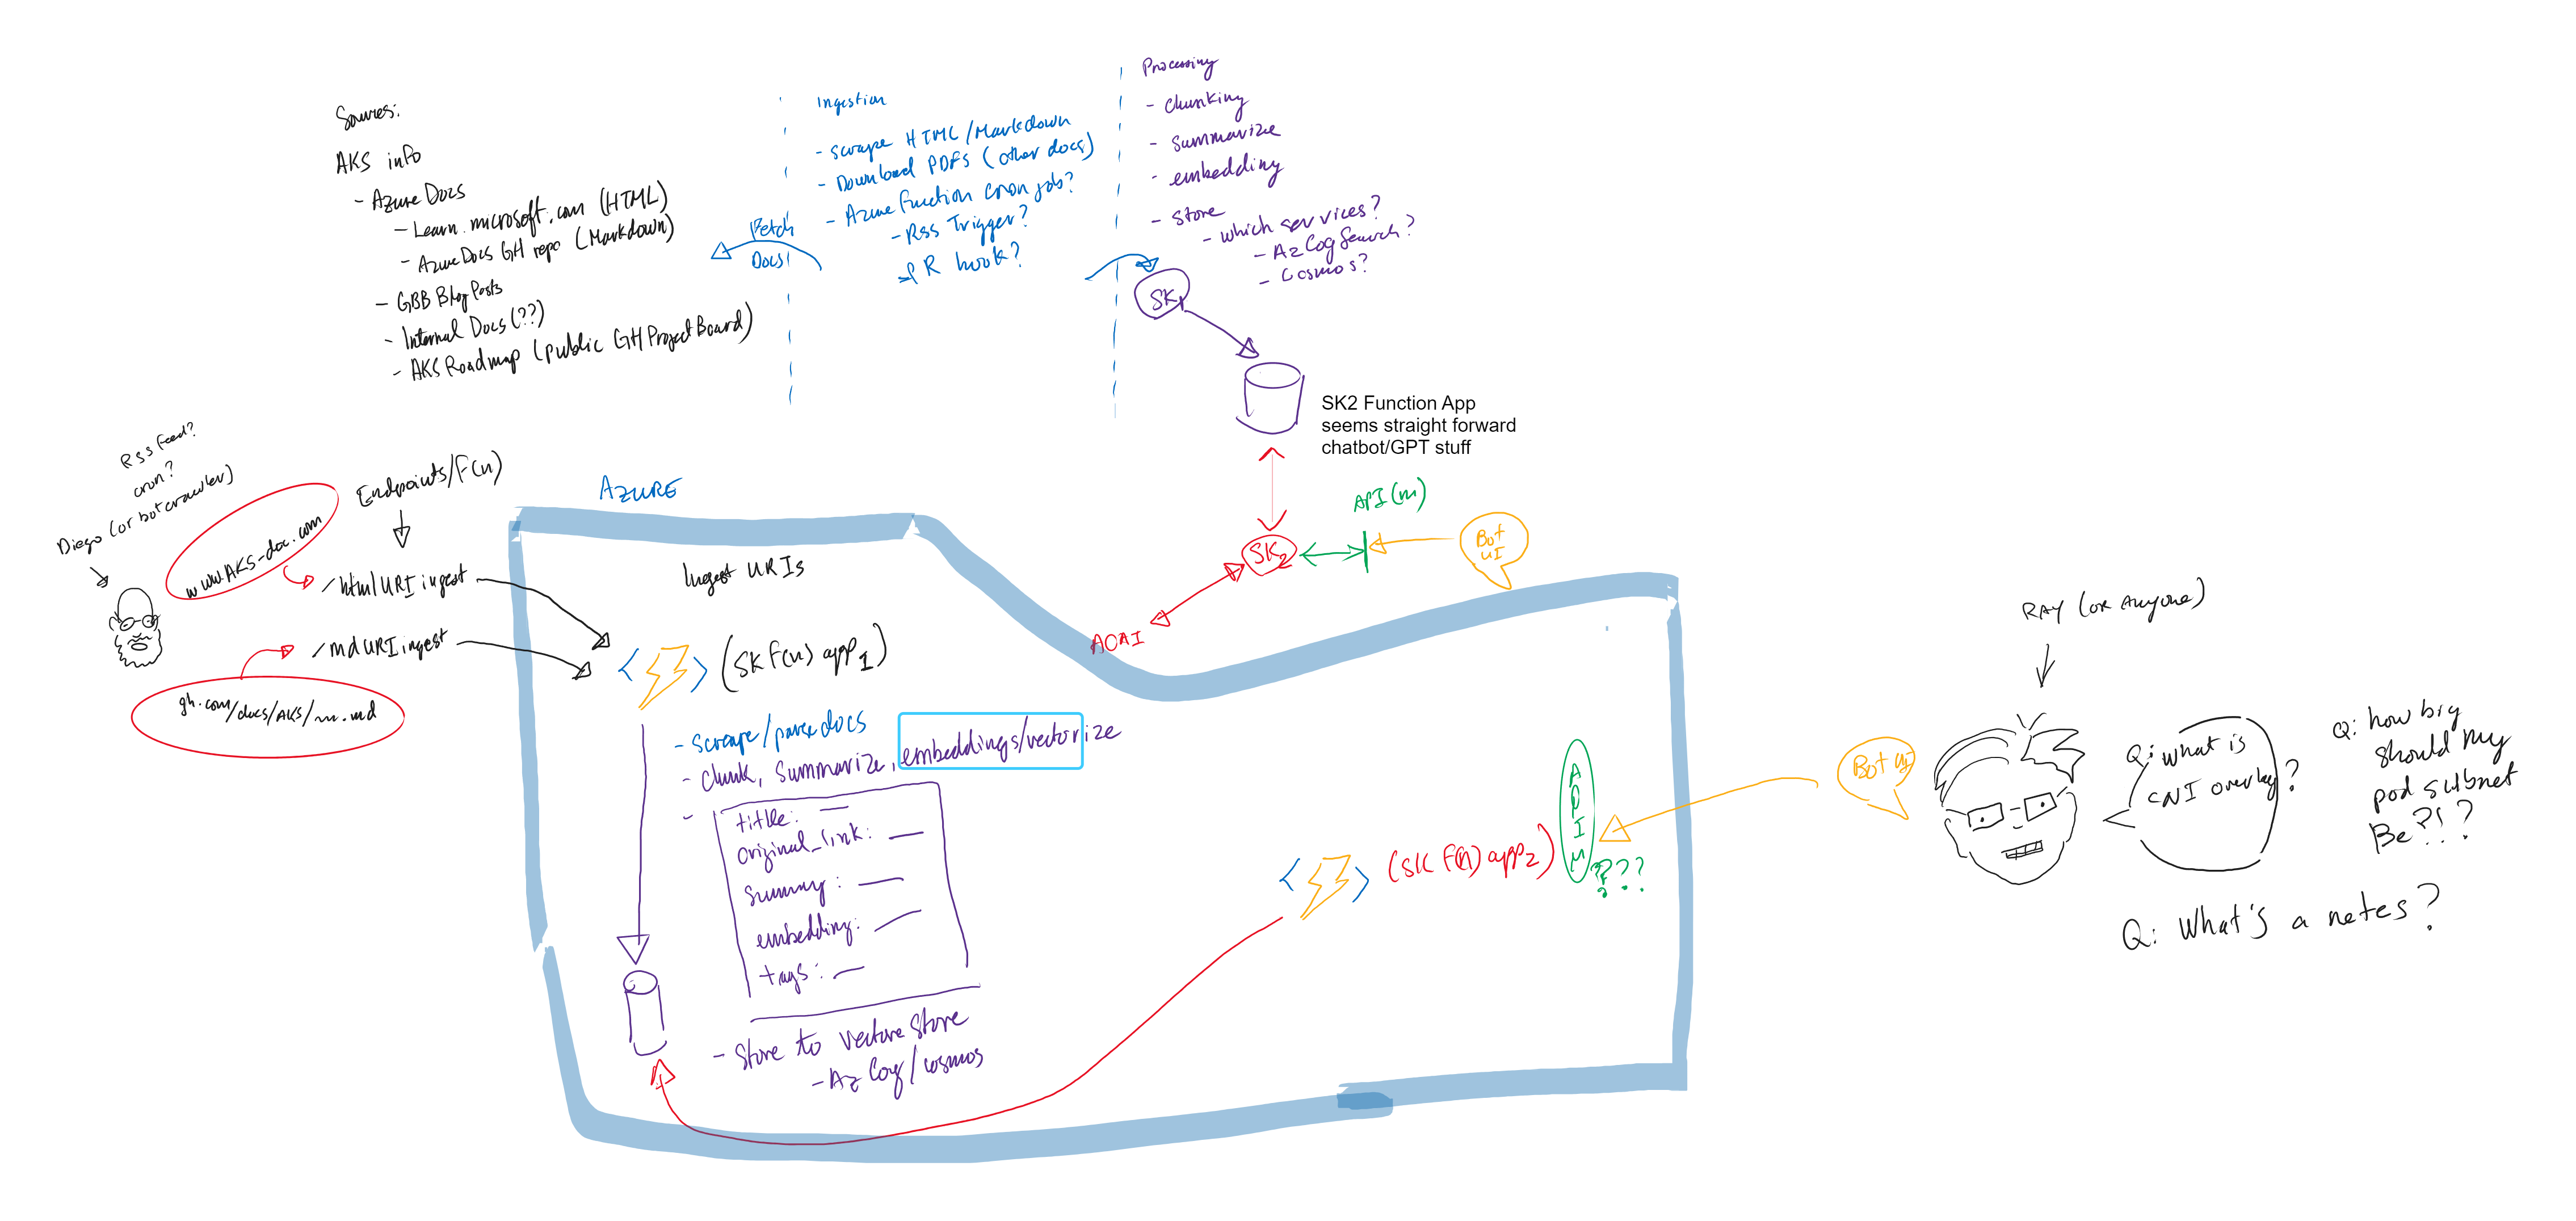 Sources:
AKS info
- Azure Docs
- Learn.microsoft.com (HTML)
- Azure Docs GH repo (Markdown)
- GBB Blog Posts
- Internal Docs (??)
- AKS Roadmap (public GH Project Board)
Fetch
Docs
Ingestion
- scrape HTML/Markdown
- Download PDFs (other docs)
- Azure Function cron job?
- RSS Trigger?
- PR hook?
Processing
- chunking
- summarize
- embedding
- store
- which services?
- Az Cog Search?
- Cosmos?
SK1
SK2 Function App
seems straight forward
chatbot/GPT stuff
API(m)
SK2
Bot
UI
AOAI
RSS feed?
cron?
Diego (or bot crawler)
Endpoints/F(n)
www.AKS-doc.com
/htmlURI ingest
/mdURI ingest
gh.com/docs/AKS/m.md
AZURE
Ingest URIs
<⚡> (SK F(n) app1)
- scrape/parse docs
- chunk, summarize, embeddings/vectorize
-
titlle: —
original_link: —
summary: —
embedding: —
tags: —
- Store to vectore store
- Az Cog/cosmos
<⚡> (SK F(n) app2)
APIM
???
Bot UI
RAY (or Anyone)
Q: what is
CNI overlay?
Q: how big
should my
pod subnet
Be?!?
Q: What's a netes?